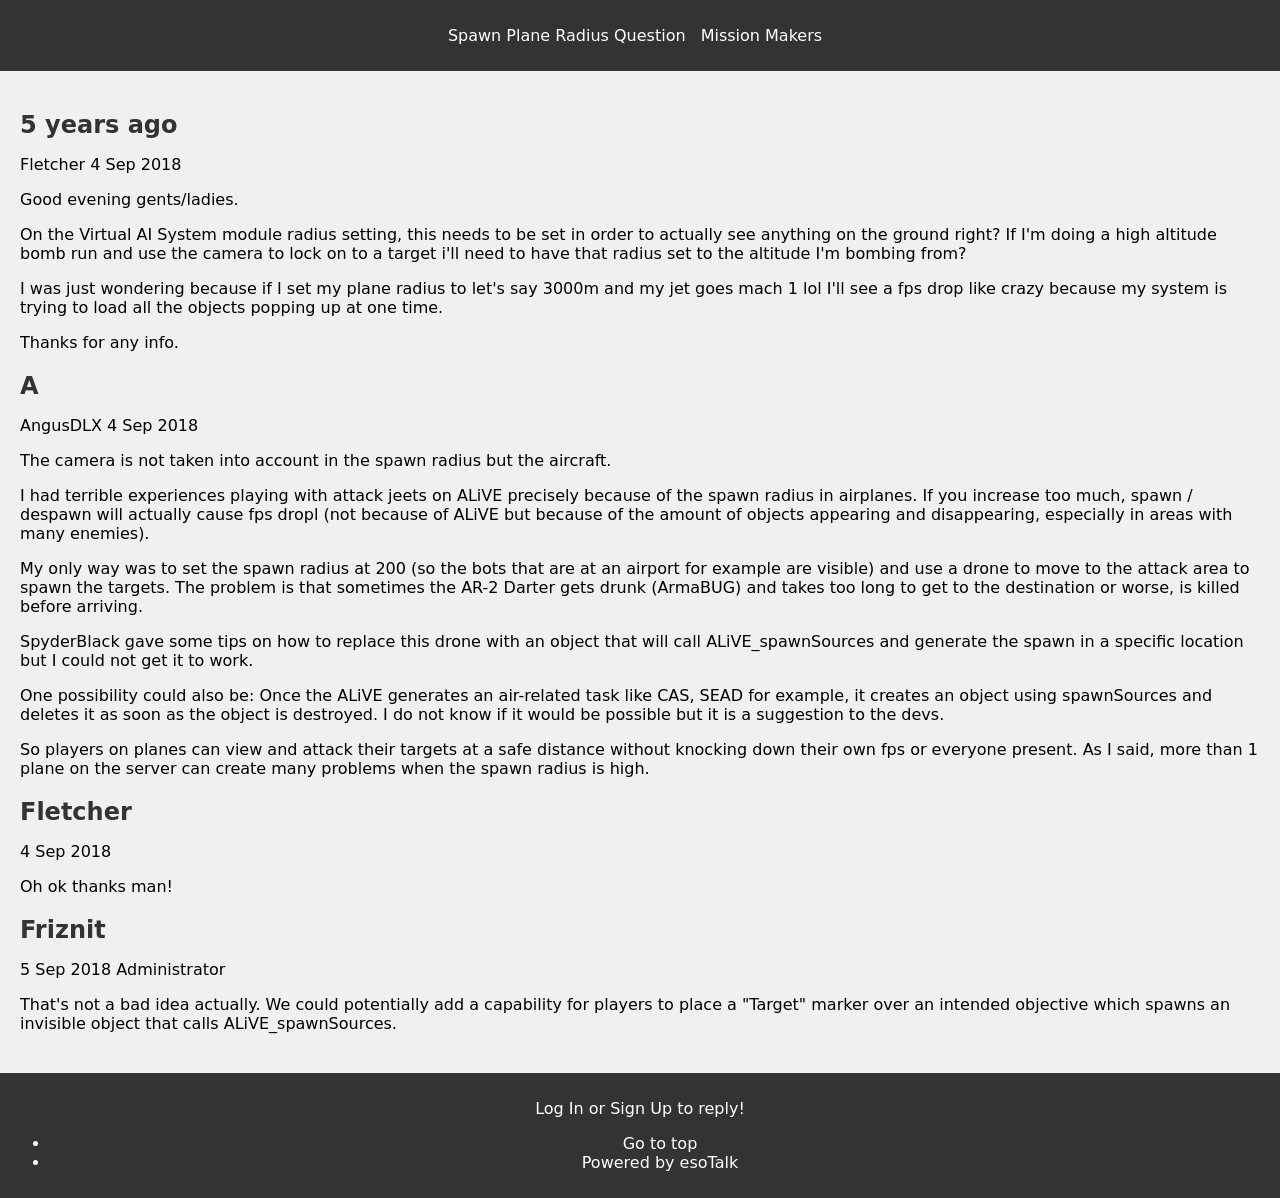 Spawn Plane Radius Question Mission Makers
5 years ago
Fletcher 4 Sep 2018
Good evening gents/ladies.
On the Virtual AI System module radius setting, this needs to be set in order to actually see anything on the ground right? If I'm doing a high altitude
bomb run and use the camera to lock on to a target i'll need to have that radius set to the altitude I'm bombing from?
I was just wondering because if I set my plane radius to let's say 3000m and my jet goes mach 1 lol I'll see a fps drop like crazy because my system is
trying to load all the objects popping up at one time.
Thanks for any info.
A
AngusDLX 4 Sep 2018
The camera is not taken into account in the spawn radius but the aircraft.
I had terrible experiences playing with attack jeets on ALiVE precisely because of the spawn radius in airplanes. If you increase too much, spawn /
despawn will actually cause fps dropl (not because of ALiVE but because of the amount of objects appearing and disappearing, especially in areas with
many enemies).
My only way was to set the spawn radius at 200 (so the bots that are at an airport for example are visible) and use a drone to move to the attack area to
spawn the targets. The problem is that sometimes the AR-2 Darter gets drunk (ArmaBUG) and takes too long to get to the destination or worse, is killed
before arriving.
SpyderBlack gave some tips on how to replace this drone with an object that will call ALiVE_spawnSources and generate the spawn in a specific location
but I could not get it to work.
One possibility could also be: Once the ALiVE generates an air-related task like CAS, SEAD for example, it creates an object using spawnSources and
deletes it as soon as the object is destroyed. I do not know if it would be possible but it is a suggestion to the devs.
So players on planes can view and attack their targets at a safe distance without knocking down their own fps or everyone present. As I said, more than 1
plane on the server can create many problems when the spawn radius is high.
Fletcher
4 Sep 2018
Oh ok thanks man!
Friznit
5 Sep 2018 Administrator
That's not a bad idea actually. We could potentially add a capability for players to place a "Target" marker over an intended objective which spawns an
invisible object that calls ALiVE_spawnSources.
Log In or Sign Up to reply!
• Go to top
• Powered by esoTalk